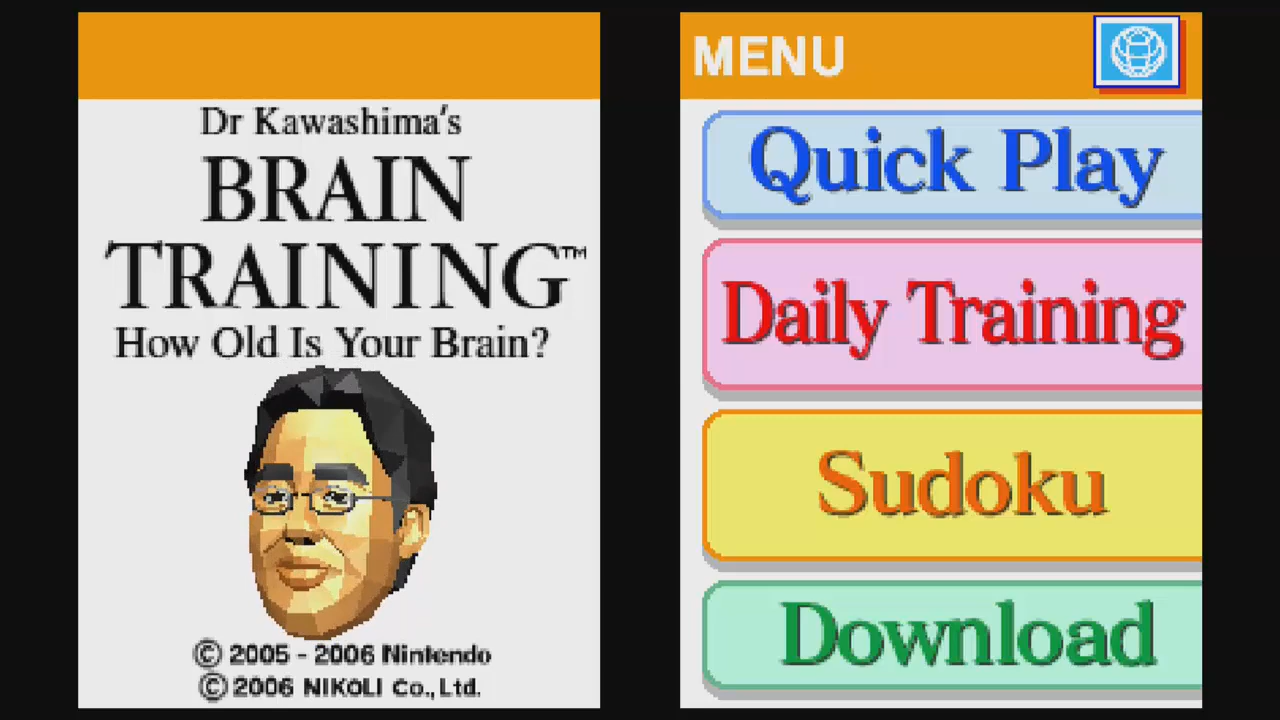 Dr Kawashima's
BRAIN
TRAINING™
How Old Is Your Brain?
© 2005 - 2006 Nintendo
© 2006 NIKOLI Co., Ltd.
MENU
Quick Play
Daily Training
Sudoku
Download